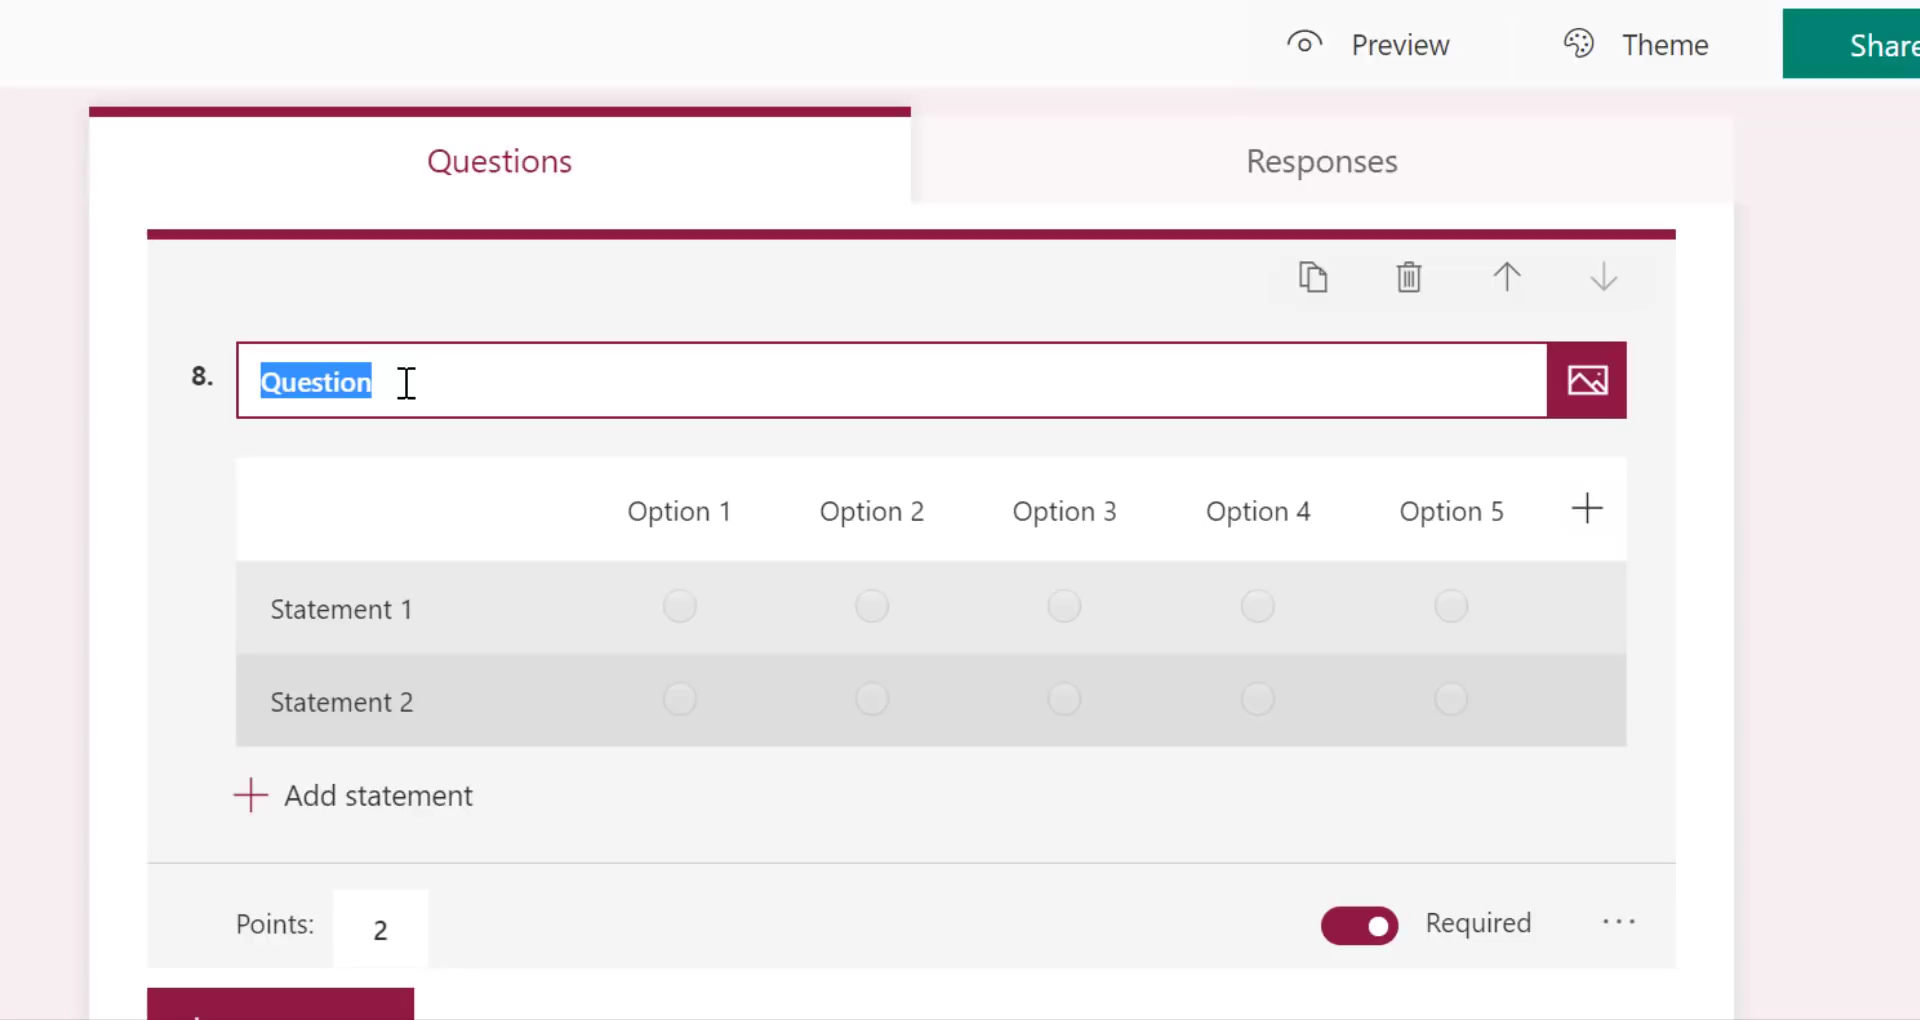 Preview Theme Share
Questions Responses
8. Question
Option 1 Option 2 Option 3 Option 4 Option 5
Statement 1
Statement 2
Add statement
Points: 2 Required